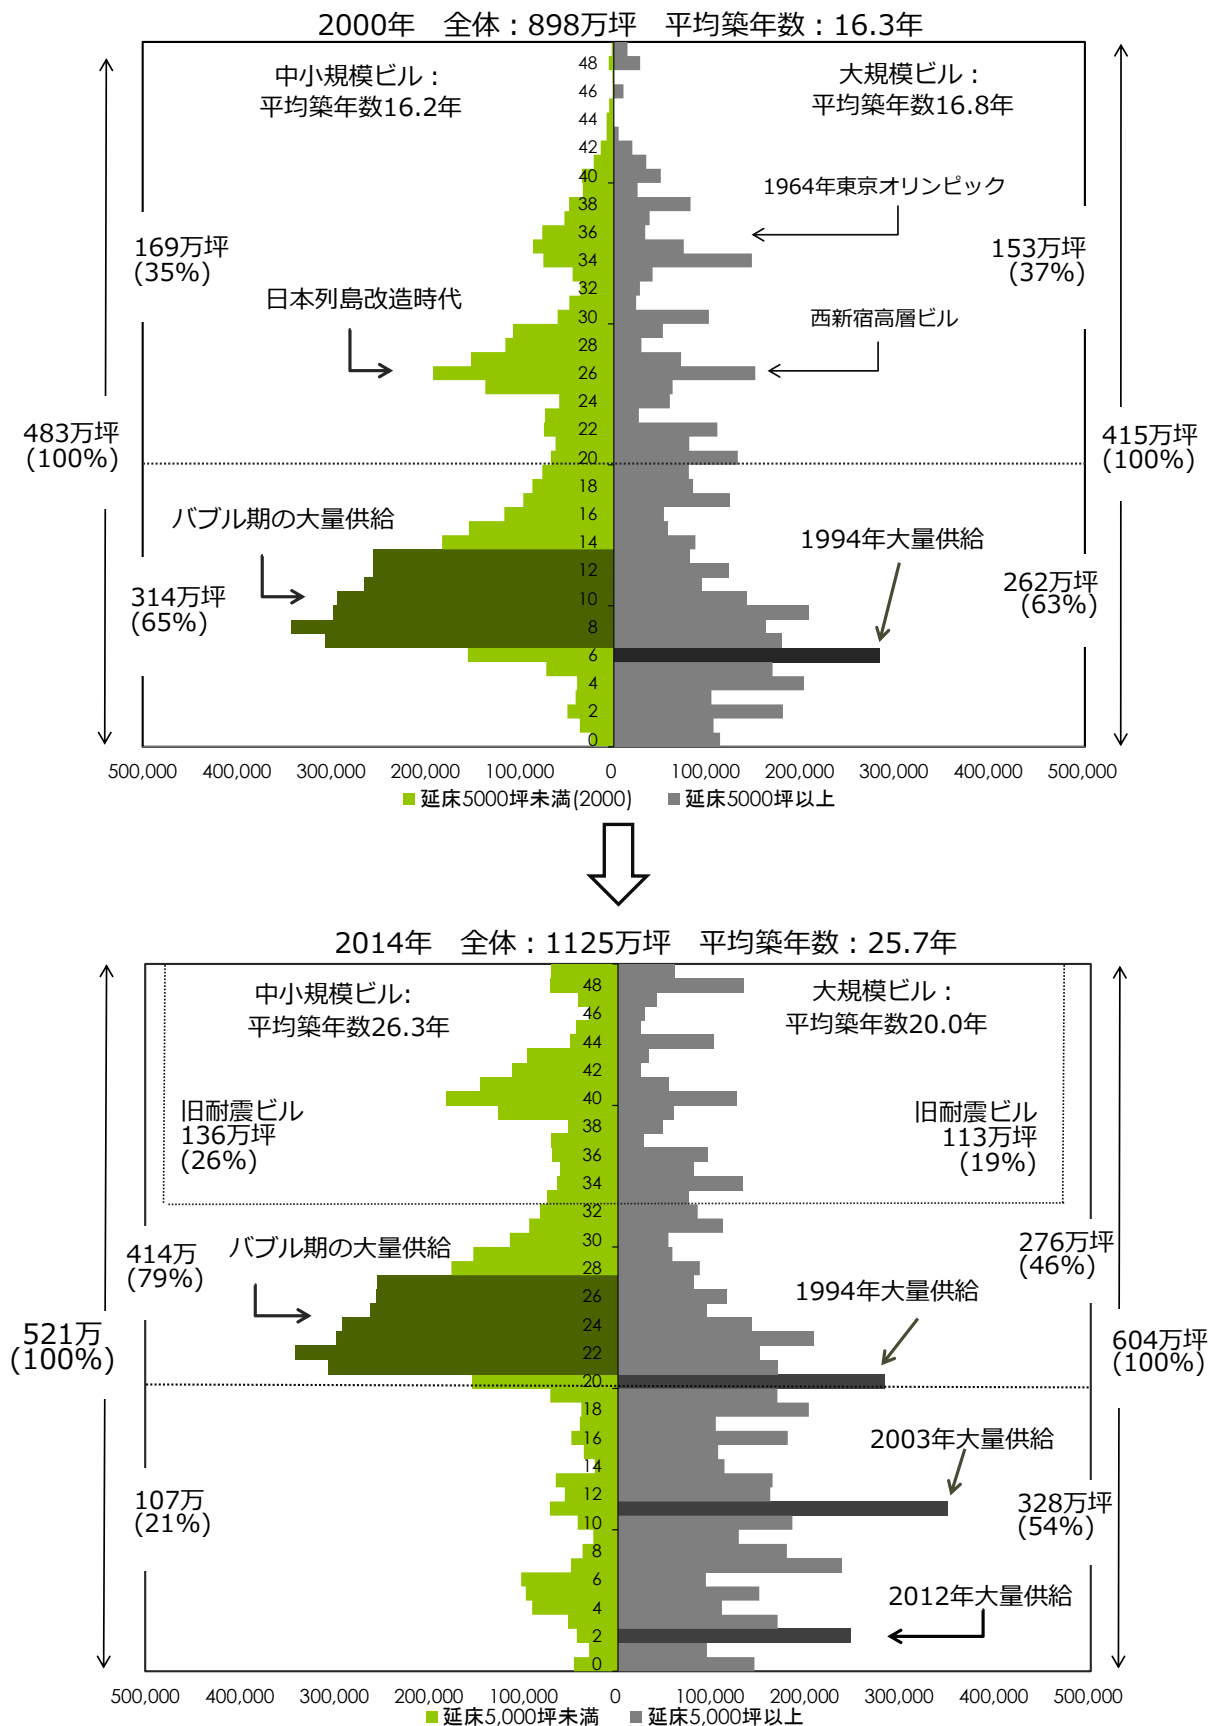 2000年　全体：898万坪　平均築年数：16.3年
中小規模ビル：
平均築年数16.2年
大規模ビル：
平均築年数16.8年
48
46
44
42
40
38
36
34
32
30
28
26
24
22
20
18
16
14
12
10
8
6
4
2
0
1964年東京オリンピック
169万坪
(35%)
153万坪
(37%)
日本列島改造時代
西新宿高層ビル
483万坪
(100%)
415万坪
(100%)
バブル期の大量供給
1994年大量供給
314万坪
(65%)
262万坪
(63%)
500,000 400,000 300,000 200,000 100,000 0 100,000 200,000 300,000 400,000 500,000
延床5000坪未満(2000) 延床5000坪以上
2014年　全体：1125万坪　平均築年数：25.7年
中小規模ビル:
平均築年数26.3年
大規模ビル：
平均築年数20.0年
48
46
44
42
40
38
36
34
32
30
28
26
24
22
20
18
16
14
12
10
8
6
4
2
0
旧耐震ビル
136万坪
(26%)
旧耐震ビル
113万坪
(19%)
414万
(79%)
バブル期の大量供給
276万坪
(46%)
1994年大量供給
521万
(100%)
604万坪
(100%)
2003年大量供給
107万
(21%)
328万坪
(54%)
2012年大量供給
500,000 400,000 300,000 200,000 100,000 0 100,000 200,000 300,000 400,000 500,000
延床5,000坪未満 延床5,000坪以上